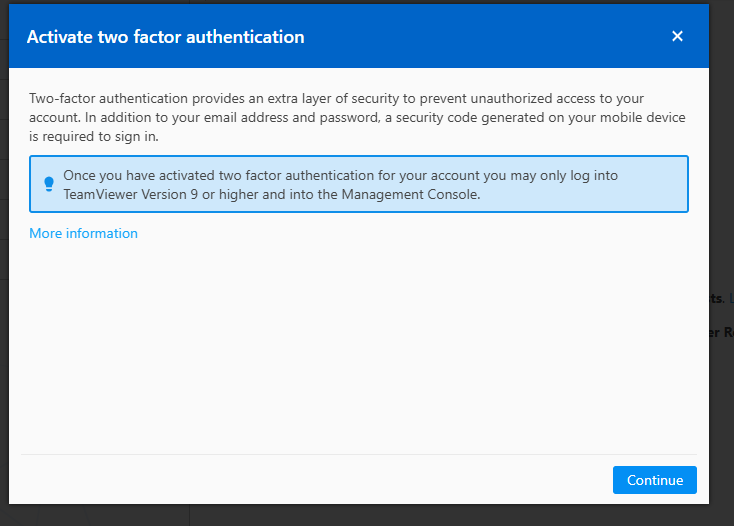 Activate two factor authentication
Two-factor authentication provides an extra layer of security to prevent unauthorized access to your
account. In addition to your email address and password, a security code generated on your mobile device
is required to sign in.
Once you have activated two factor authentication for your account you may only log into
TeamViewer Version 9 or higher and into the Management Console.
More information
Continue